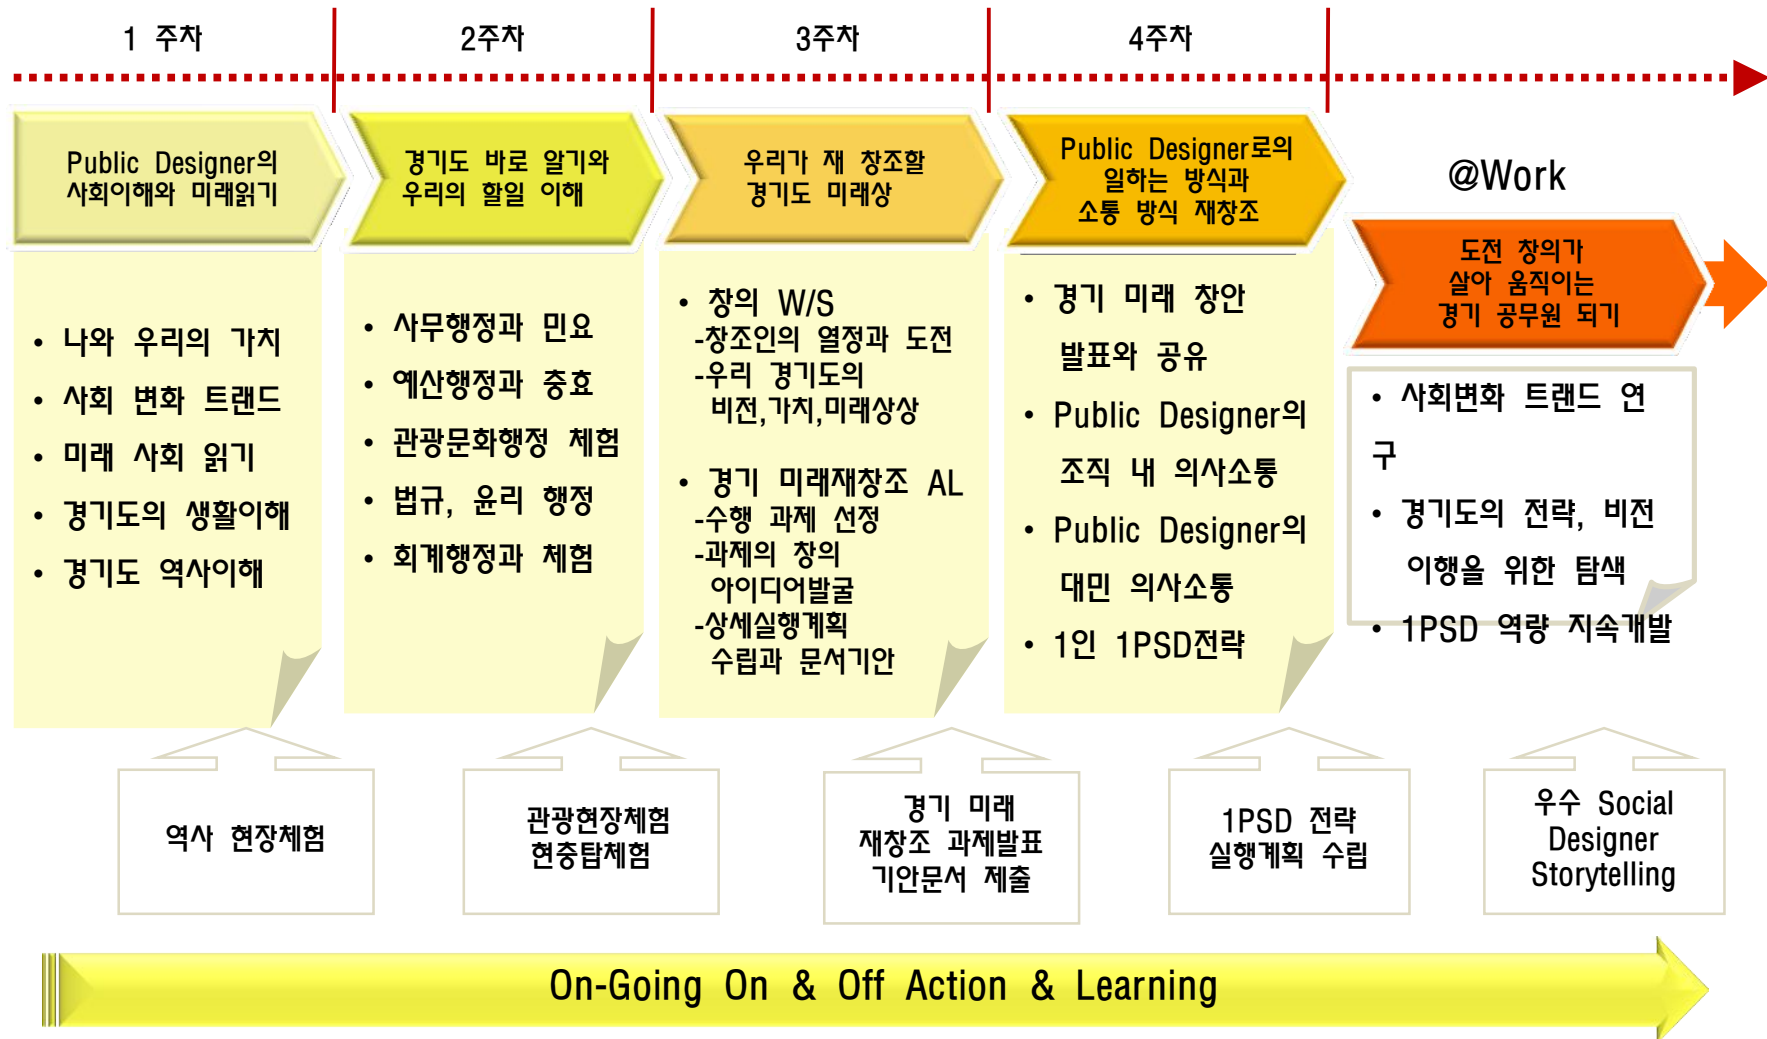 1 주차
2주차
3주차
4주차
Public Designer의
사회이해와 미래읽기
경기도 바로 알기와
우리의 할일 이해
우리가 재 창조할
경기도 미래상
Public Designer로의
일하는 방식과
소통 방식 재창조
@Work
도전 창의가
살아 움직이는
경기 공무원 되기
• 나와 우리의 가치
• 사회 변화 트랜드
• 미래 사회 읽기
• 경기도의 생활이해
• 경기도 역사이해
• 사무행정과 민요
• 예산행정과 충효
• 관광문화행정 체험
• 법규, 윤리 행정
• 회계행정과 체험
• 창의 W/S
-창조인의 열정과 도전
-우리 경기도의
비전,가치,미래상상
• 경기 미래재창조 AL
-수행 과제 선정
-과제의 창의
아이디어발굴
-상세실행계획
수립과 문서기안
• 경기 미래 창안
발표와 공유
• Public Designer의
조직 내 의사소통
• Public Designer의
대민 의사소통
• 1인 1PSD전략
• 사회변화 트랜드 연
구
• 경기도의 전략, 비전
이행을 위한 탐색
• 1PSD 역량 지속개발
역사 현장체험
관광현장체험
현충탑체험
경기 미래
재창조 과제발표
기안문서 제출
1PSD 전략
실행계획 수립
우수 Social
Designer
Storytelling
On-Going On & Off Action & Learning